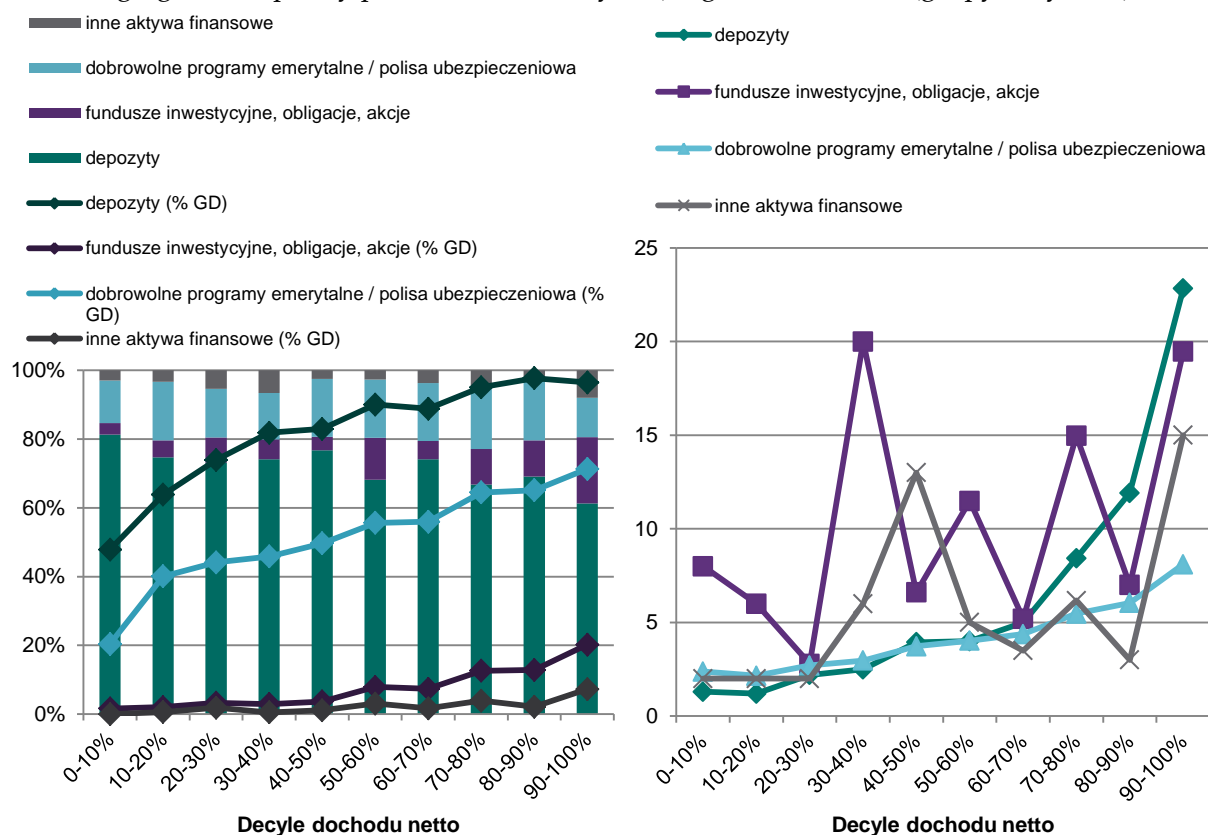 inne aktywa finansowe
dobrowolne programy emerytalne / polisa ubezpieczeniowa
fundusze inwestycyjne, obligacje, akcje
depozyty
depozyty (% GD)
fundusze inwestycyjne, obligacje, akcje (% GD)
dobrowolne programy emerytalne / polisa ubezpieczeniowa (%
GD)
inne aktywa finansowe (% GD)
100%
80%
60%
40%
20%
0%
0-10%
10-20%
20-30%
30-40%
40-50%
50-60%
60-70%
70-80%
80-90%
90-100%
Decyle dochodu netto
depozyty
fundusze inwestycyjne, obligacje, akcje
dobrowolne programy emerytalne / polisa ubezpieczeniowa
inne aktywa finansowe
25
20
15
10
5
0
0-10%
10-20%
20-30%
30-40%
40-50%
50-60%
60-70%
70-80%
80-90%
90-100%
Decyle dochodu netto